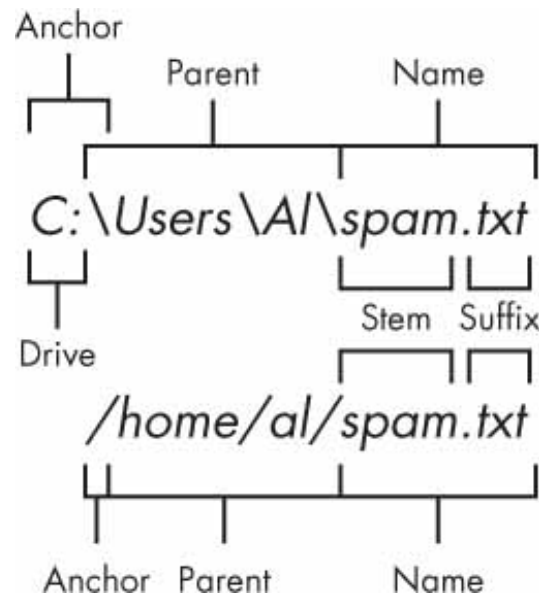 Anchor
Parent Name
C:\Users\Al\spam.txt
Stem Suffix
Drive
/home/al/spam.txt
Anchor Parent Name